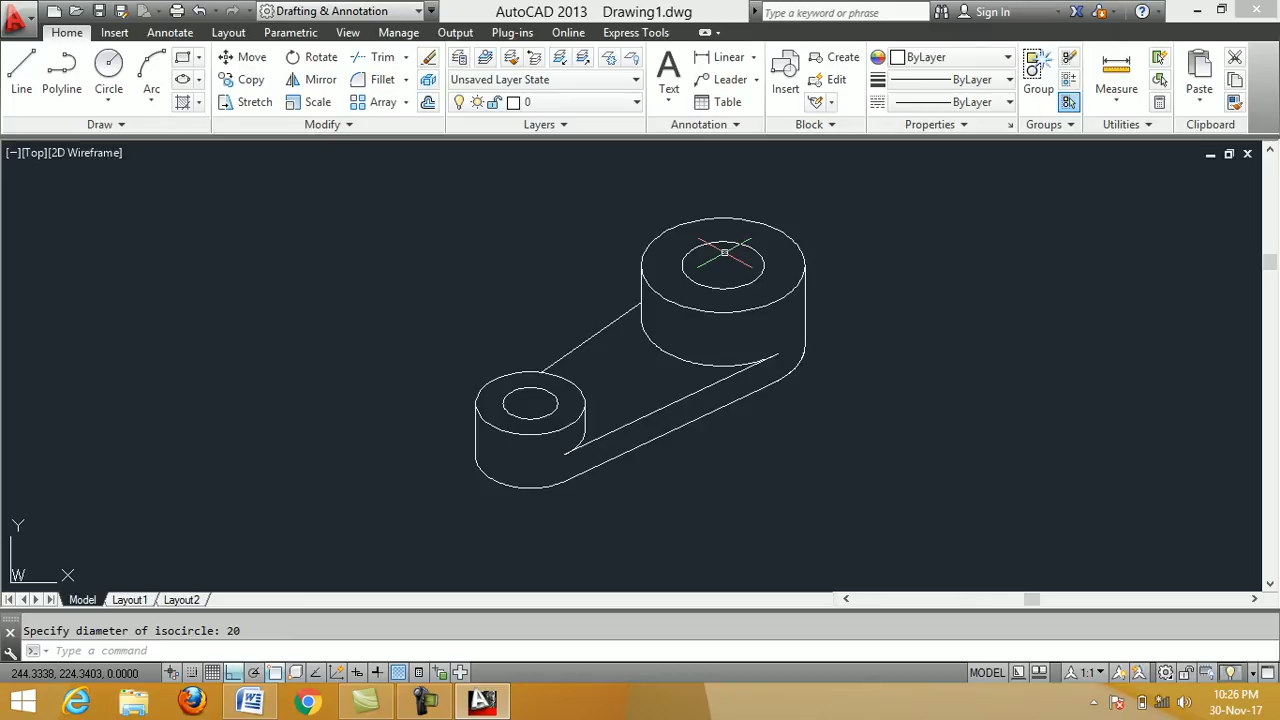 Drafting & Annotation
AutoCAD 2013 Drawing1.dwg
Type a keyword or phrase
Sign In
Home Insert Annotate Layout Parametric View Manage Output Plug-ins Online Express Tools
Line Polyline Circle Arc
Move Rotate Trim
Copy Mirror Fillet
Stretch Scale Array
Unsaved Layer State
0
Text
Linear
Leader
Table
Insert
Create
Edit
ByLayer
ByLayer
ByLayer
Group Measure Paste
Draw Modify Layers Annotation Block Properties Groups Utilities Clipboard
[−][Top][2D Wireframe]
Y
W X
Model Layout1 Layout2
Specify diameter of isocircle: 20
Type a command
244.3338, 224.3403, 0.0000
MODEL
1:1
10:26 PM
30-Nov-17